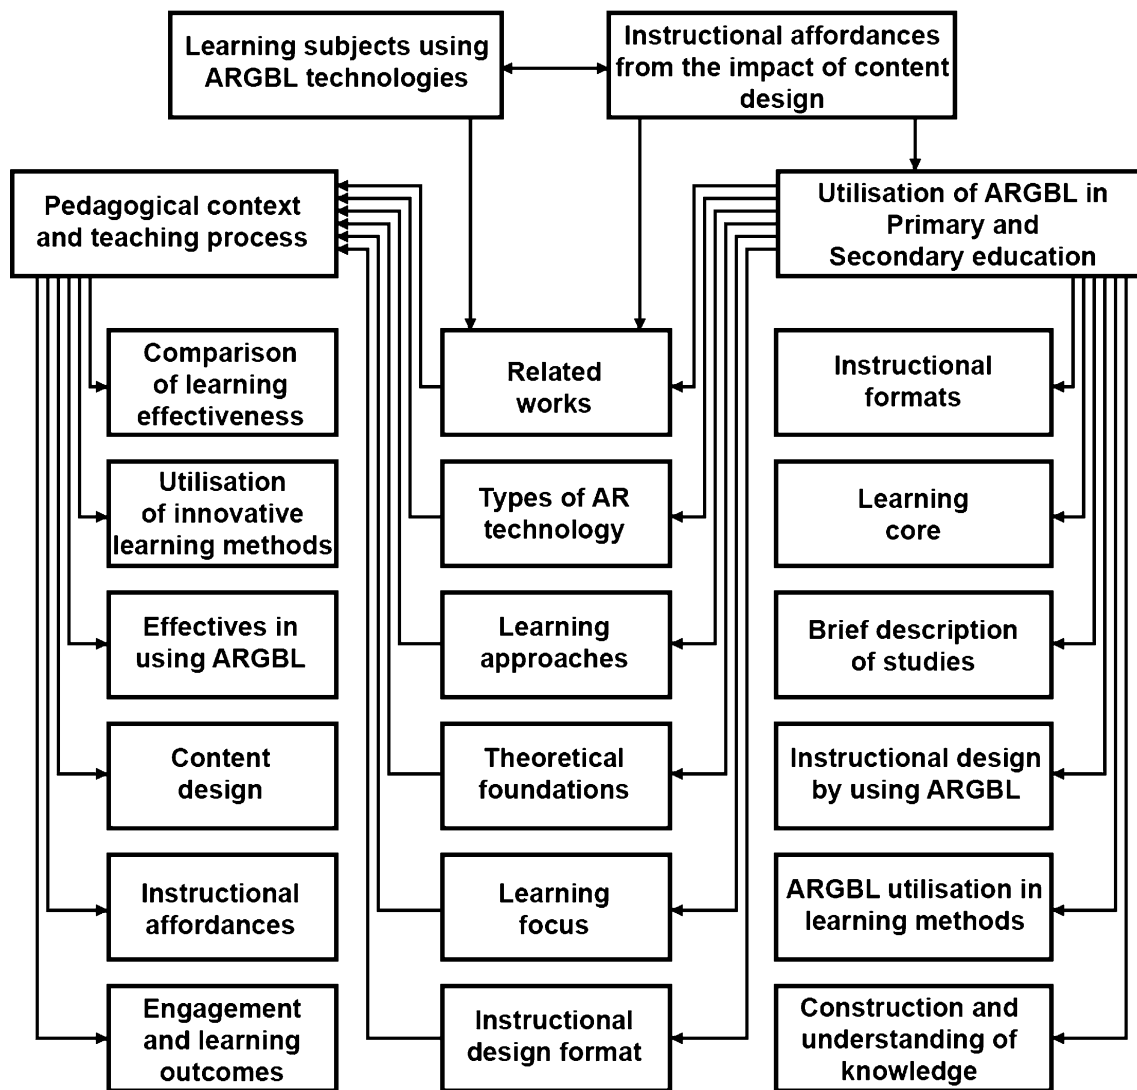 Learning subjects using
ARGBL technologies
Instructional affordances
from the impact of content
design
Pedagogical context
and teaching process
Utilisation of ARGBL in
Primary and
Secondary education
Comparison
of learning
effectiveness
Related
works
Instructional
formats
Utilisation
of innovative
learning methods
Types of AR
technology
Learning
core
Effectives in
using ARGBL
Learning
approaches
Brief description
of studies
Content
design
Theoretical
foundations
Instructional design
by using ARGBL
Instructional
affordances
Learning
focus
ARGBL utilisation in
learning methods
Engagement
and learning
outcomes
Instructional
design format
Construction and
understanding of
knowledge